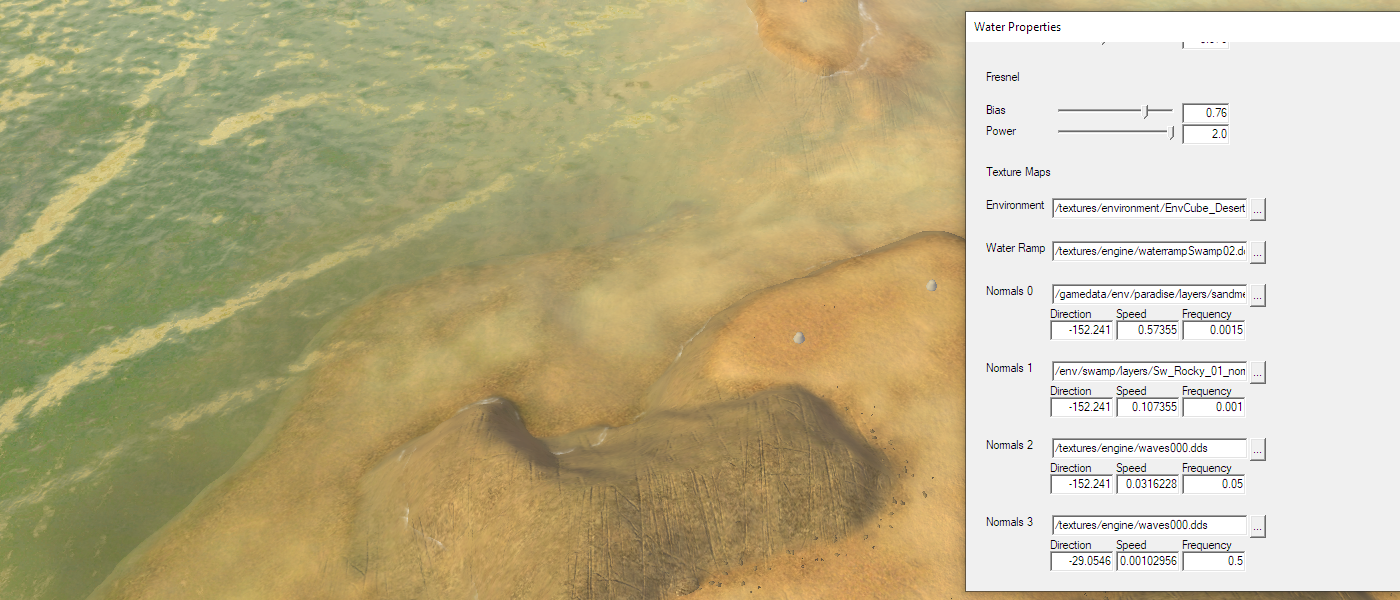 Water Properties
Fresnel
Bias 0.76
Power 2.0
Texture Maps
Environment /textures/environment/EnvCube_Desert ...
Water Ramp /textures/engine/waterrampSwamp02.d ...
Normals 0 /gamedata/env/paradise/layers/sandme ...
Direction Speed Frequency
-152.241 0.57355 0.0015
Normals 1 /env/swamp/layers/Sw_Rocky_01_nor ...
Direction Speed Frequency
-152.241 0.107355 0.001
Normals 2 /textures/engine/waves000.dds ...
Direction Speed Frequency
-152.241 0.0316228 0.05
Normals 3 /textures/engine/waves000.dds ...
Direction Speed Frequency
-29.0546 0.00102956 0.5